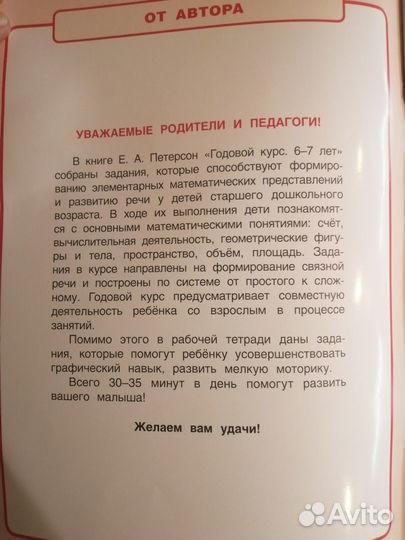 ОТ АВТОРА
УВАЖАЕМЫЕ РОДИТЕЛИ И ПЕДАГОГИ!
В книге Е. А. Петерсон «Годовой курс. 6–7 лет»
собраны задания, которые способствуют формиро-
ванию элементарных математических представлений
и развитию речи у детей старшего дошкольного
возраста. В ходе их выполнения дети познакомят-
ся с основными математическими понятиями: счёт,
вычислительная деятельность, геометрические фигу-
ры и тела, пространство, объём, площадь. Зада-
ния в курсе направлены на формирование связной
речи и построены по системе от простого к слож-
ному. Годовой курс предусматривает совместную
деятельность ребёнка со взрослым в процессе
занятий.
Помимо этого в рабочей тетради даны зада-
ния, которые помогут ребёнку усовершенствовать
графический навык, развить мелкую моторику.
Всего 30–35 минут в день помогут развить
вашего малыша!
Желаем вам удачи!
Avito